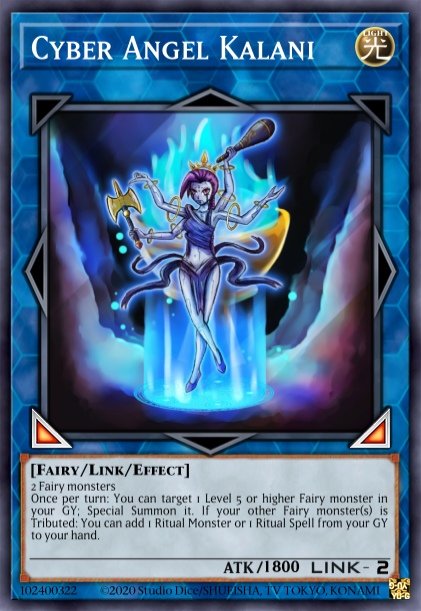 Cyber Angel Kalani
LIGHT
光
[Fairy/Link/Effect]
2 Fairy monsters
Once per turn: You can target 1 Level 5 or higher Fairy monster in
your GY; Special Summon it. If your other Fairy monster(s) is
Tributed: You can add 1 Ritual Monster or 1 Ritual Spell from your GY
to your hand.
ATK/1800 LINK-2
102400322 ©2020 Studio Dice/SHUEISHA, TV TOKYO, KONAMI